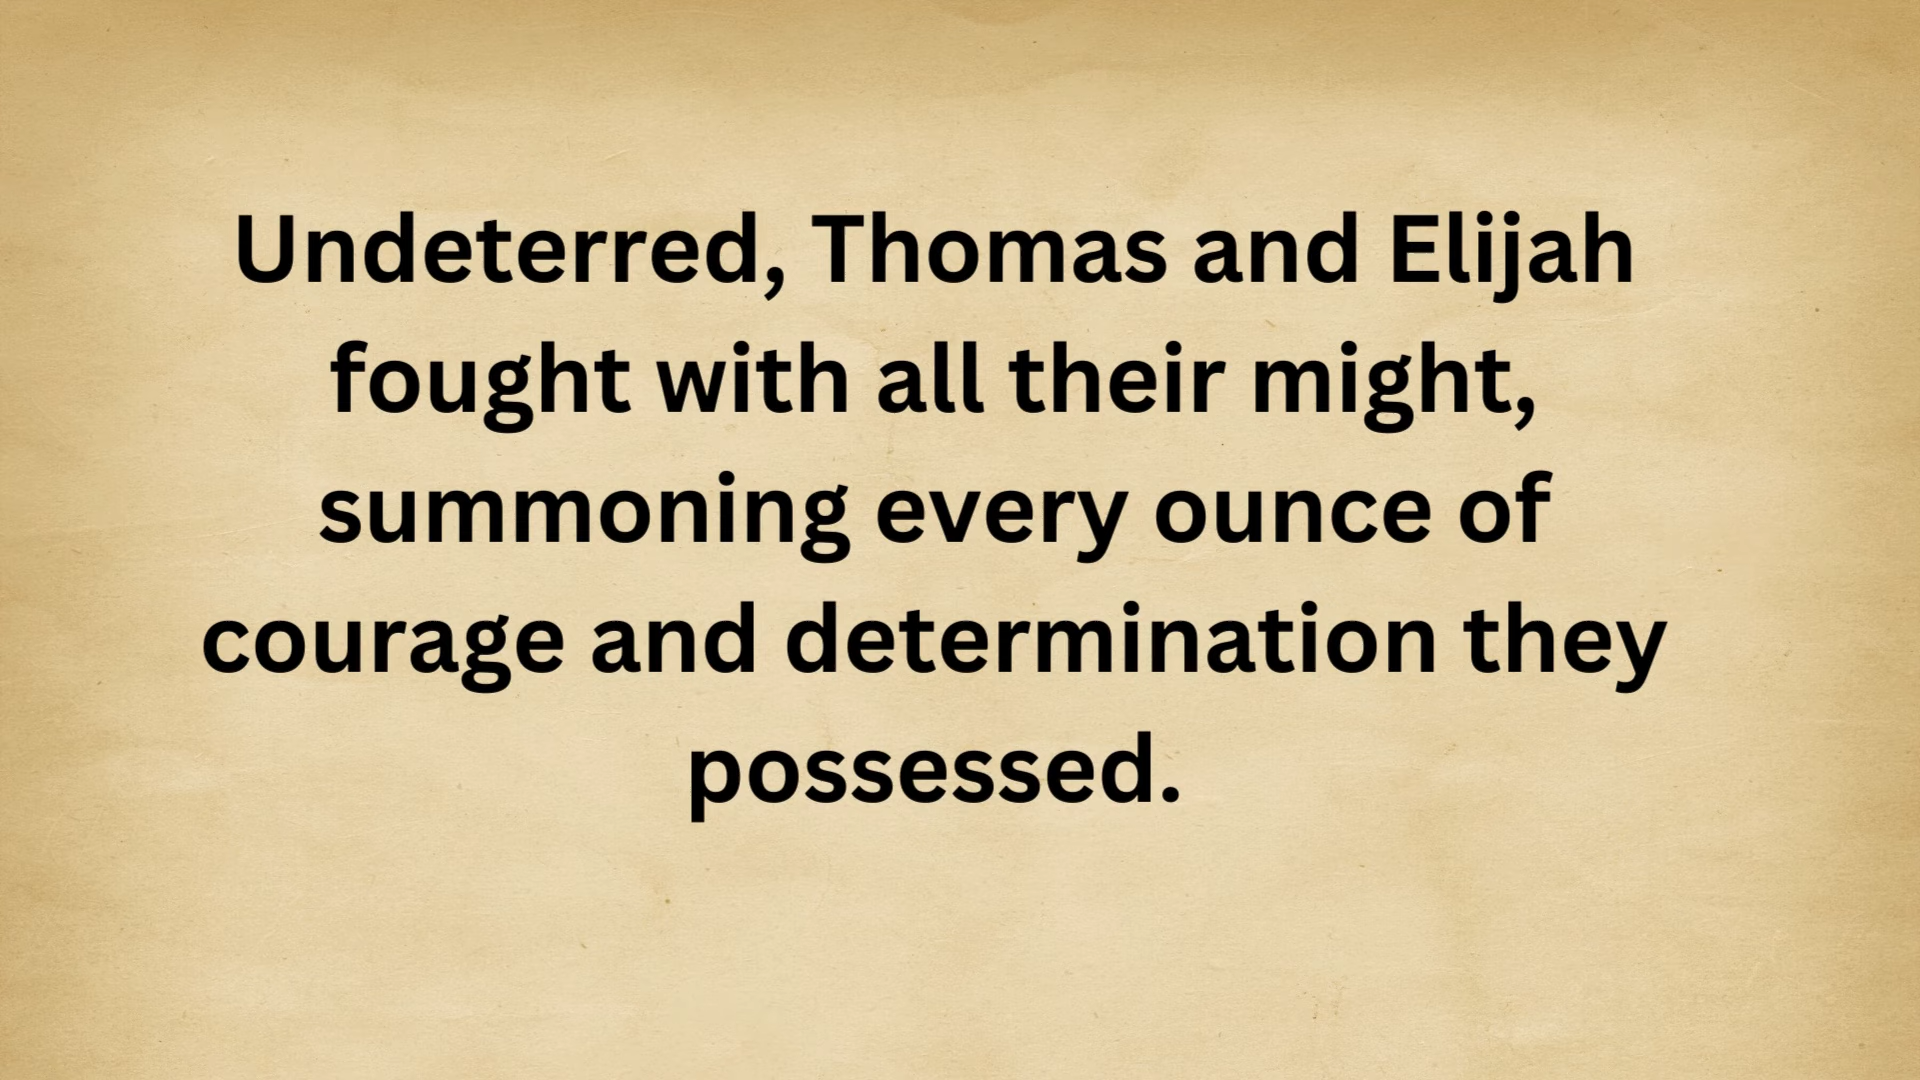 Undeterred, Thomas and Elijah
fought with all their might,
summoning every ounce of
courage and determination they
possessed.